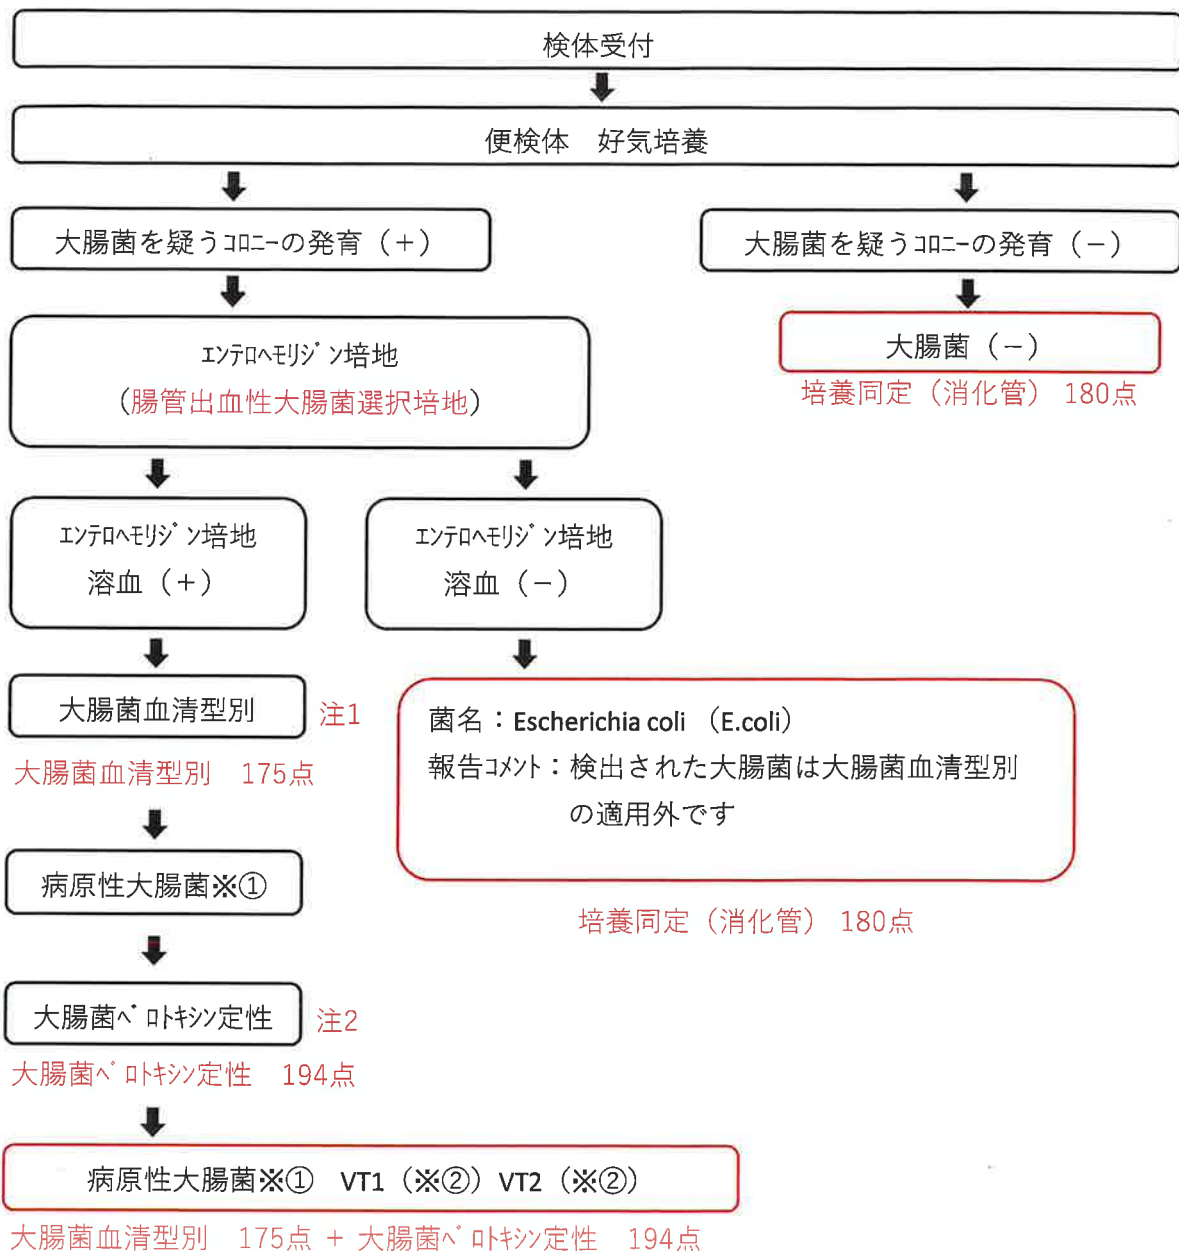 検体受付
便検体　好気培養
大腸菌を疑うｺﾛﾆｰの発育（＋）
大腸菌を疑うｺﾛﾆｰの発育（－）
ｴﾝﾃﾛﾍﾓﾘｼﾞﾝ培地
（腸管出血性大腸菌選択培地）
大腸菌（－）
培養同定（消化管） 180点
ｴﾝﾃﾛﾍﾓﾘｼﾞﾝ培地
溶血（＋）
ｴﾝﾃﾛﾍﾓﾘｼﾞﾝ培地
溶血（－）
大腸菌血清型別
注1
大腸菌血清型別　175点
菌名：Escherichia coli （E.coli）
報告ｺﾒﾝﾄ：検出された大腸菌は大腸菌血清型別
の適用外です
培養同定（消化管） 180点
病原性大腸菌※①
大腸菌ﾍﾞﾛﾄｷｼﾝ定性
注2
大腸菌ﾍﾞﾛﾄｷｼﾝ定性　194点
病原性大腸菌※①　VT1（※②）VT2（※②）
大腸菌血清型別　175点 + 大腸菌ﾍﾞﾛﾄｷｼﾝ定性　194点